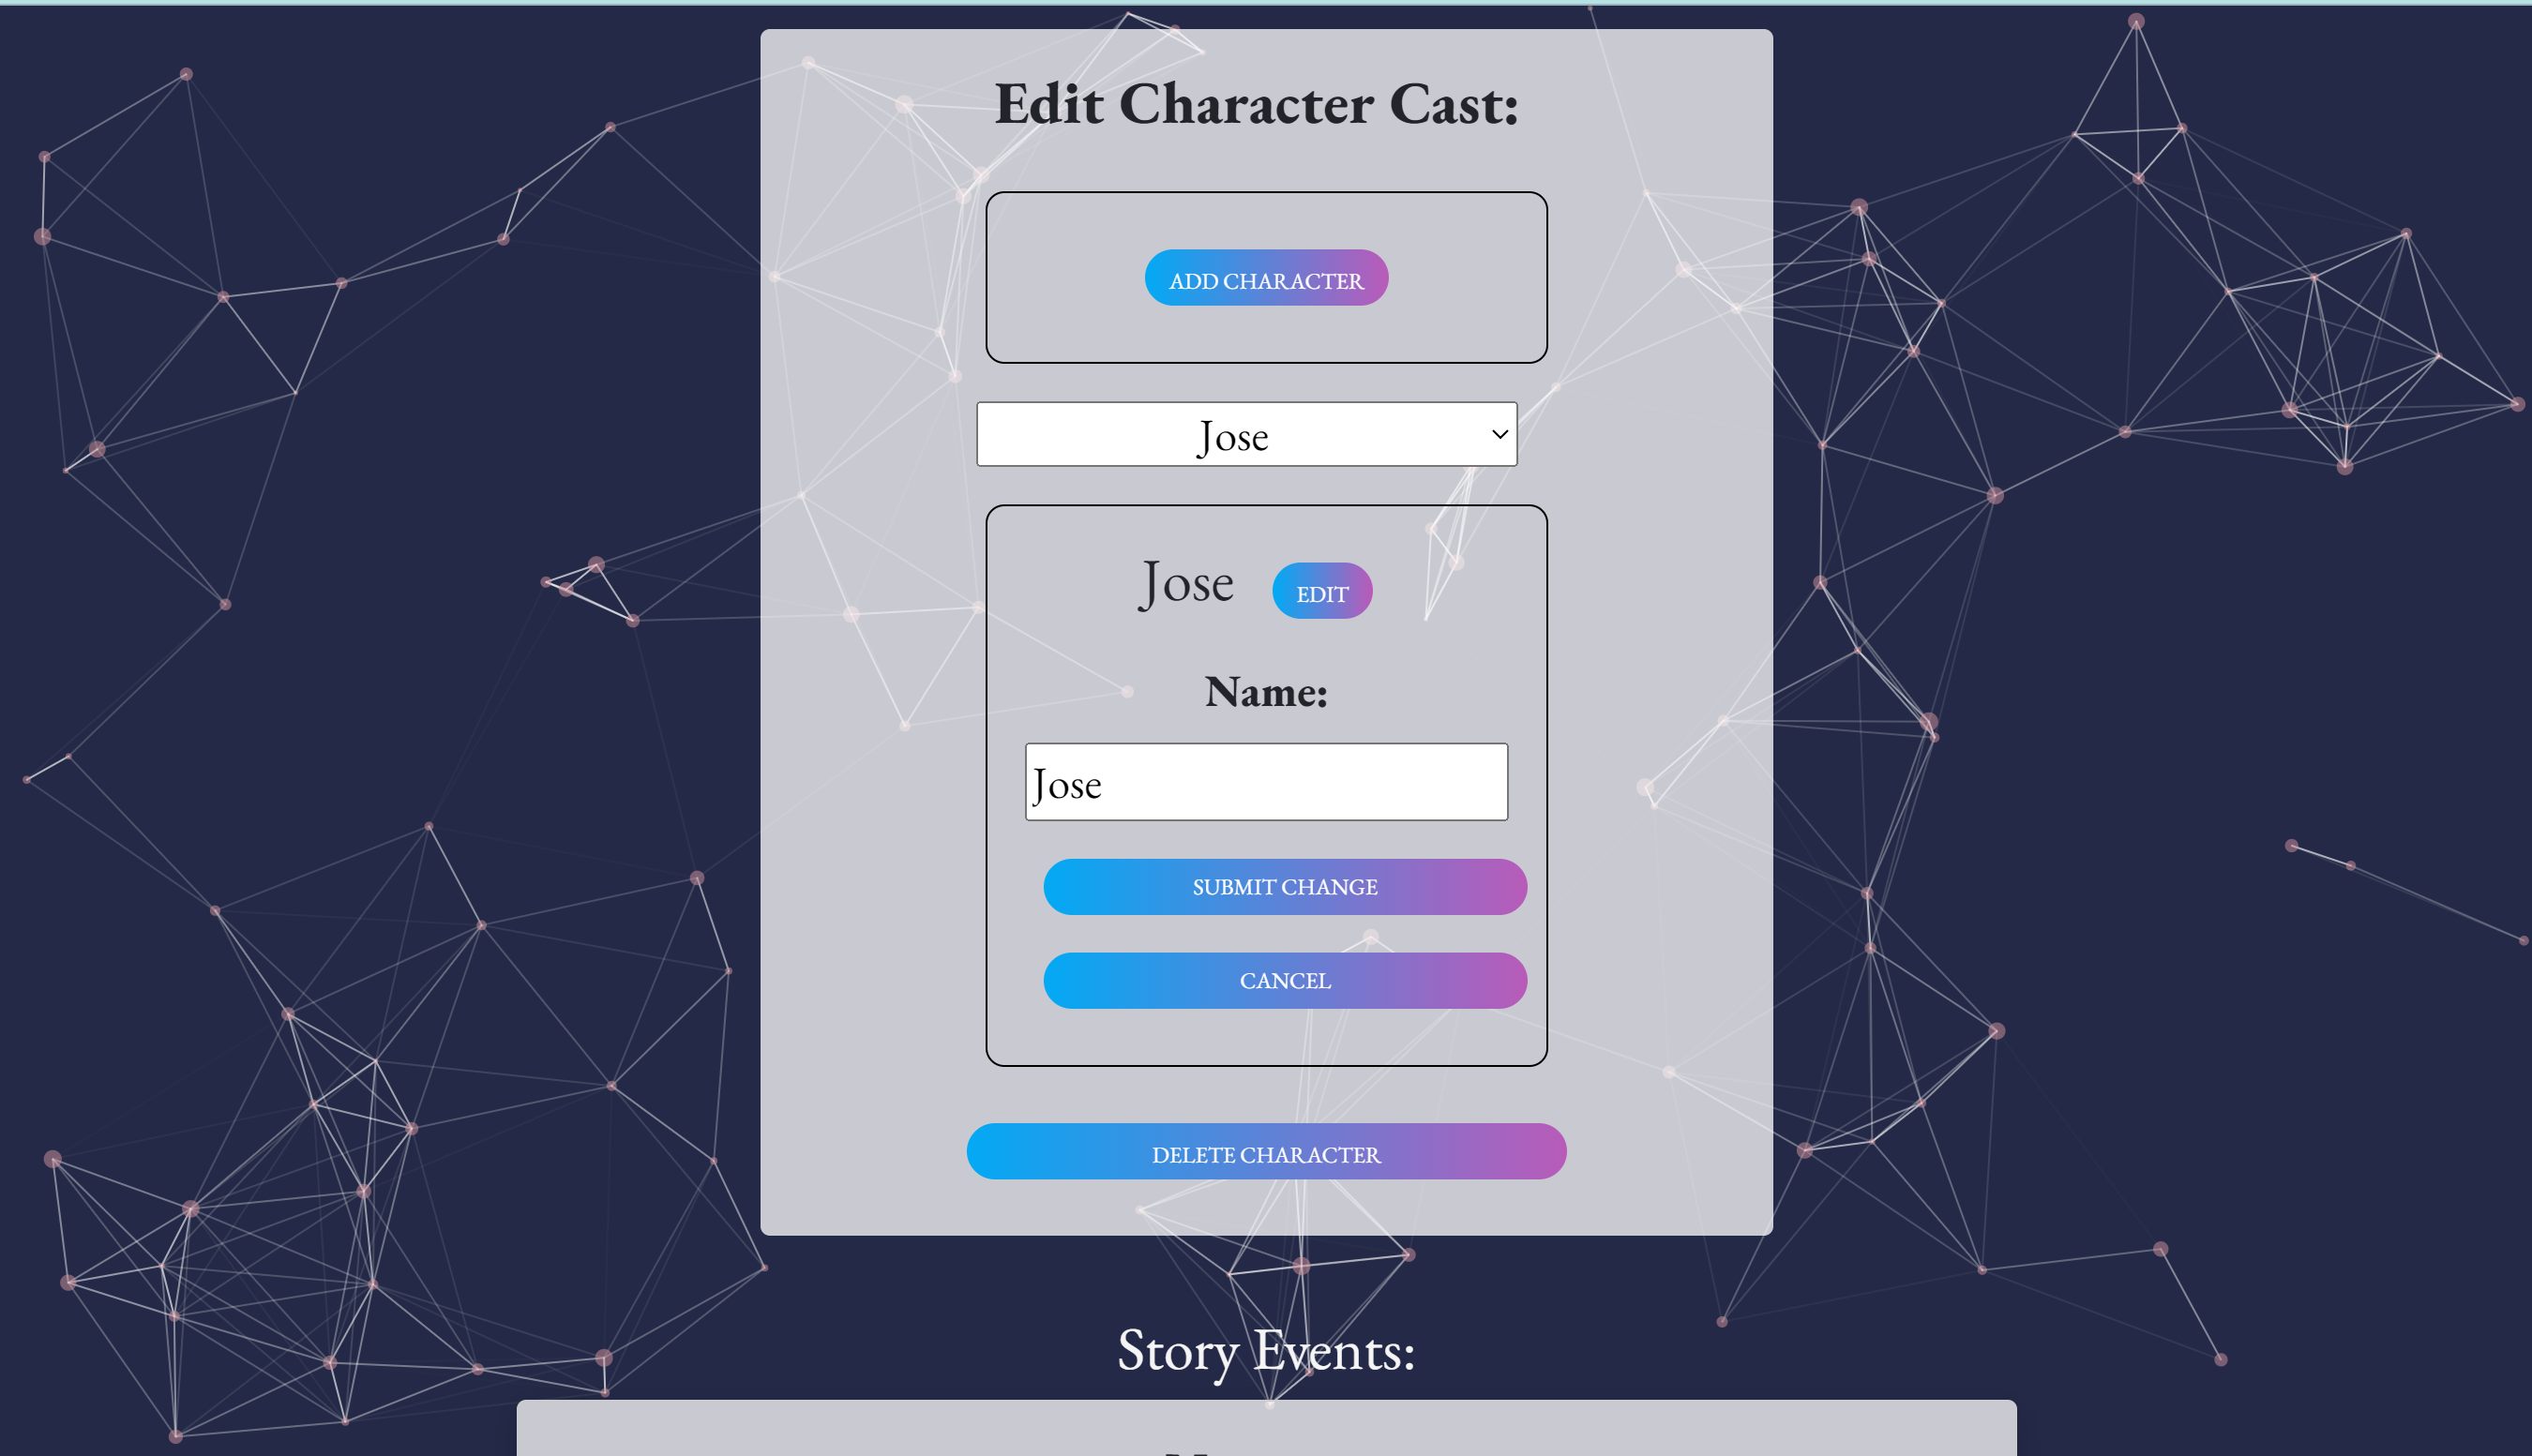 Edit Character Cast:
ADD CHARACTER
Jose
Jose EDIT
Name:
Jose
SUBMIT CHANGE
CANCEL
DELETE CHARACTER
Story Events: